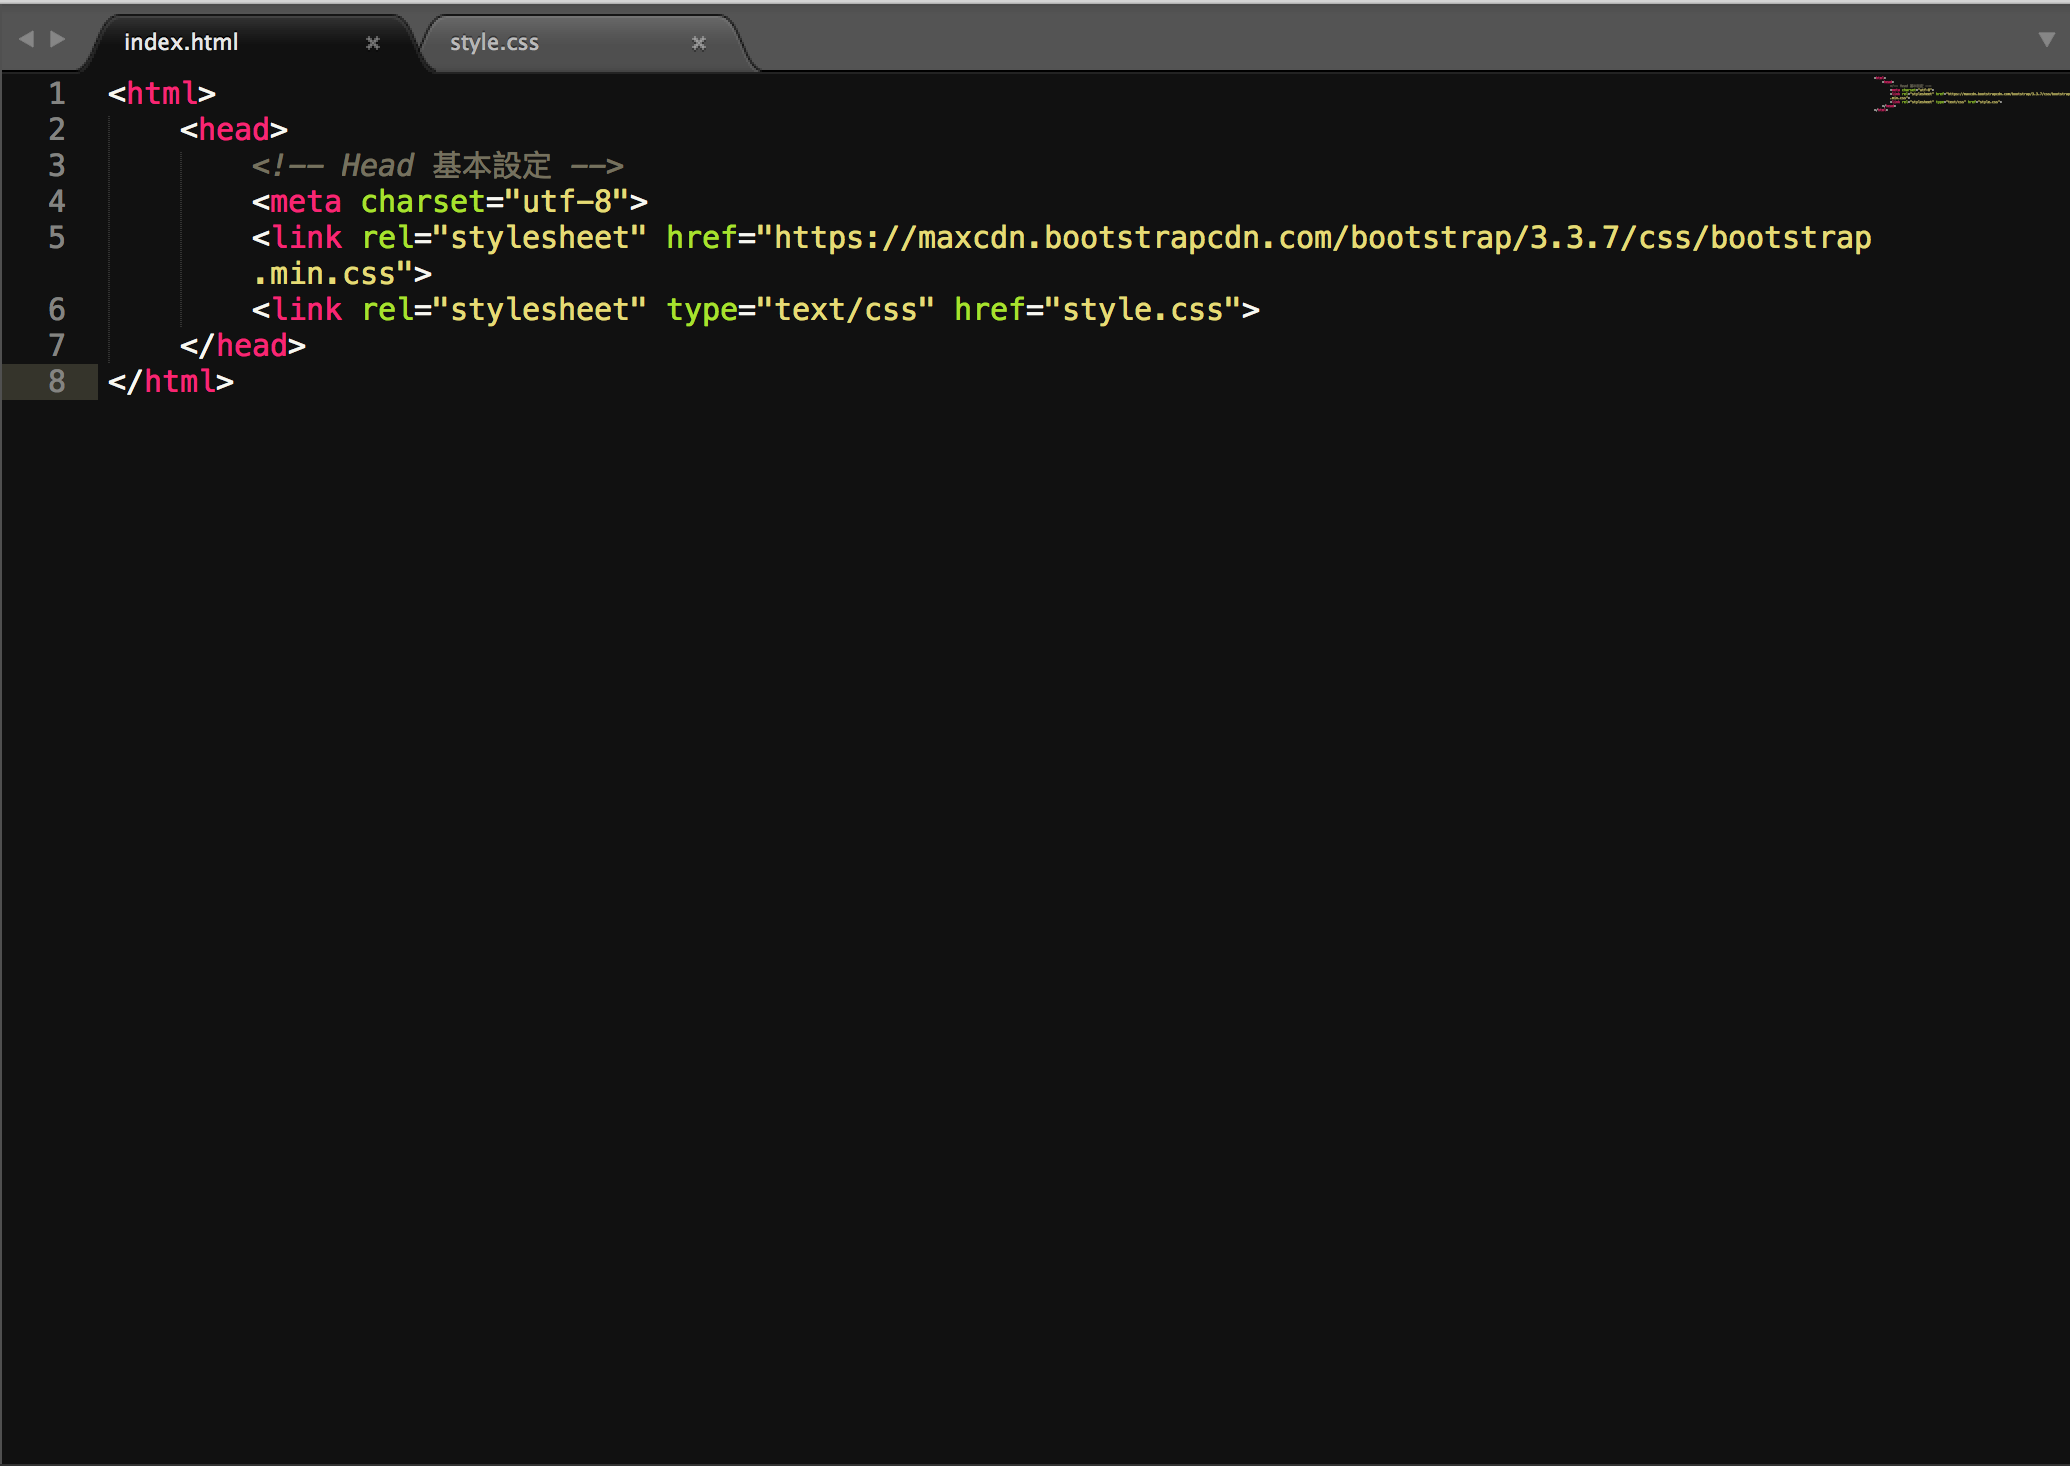 index.html
style.css
1 <html>
2 <head>
3 <!-- Head 基本設定 -->
4 <meta charset="utf-8">
5 <link rel="stylesheet" href="https://maxcdn.bootstrapcdn.com/bootstrap/3.3.7/css/bootstrap
.min.css">
6 <link rel="stylesheet" type="text/css" href="style.css">
7 </head>
8 </html>